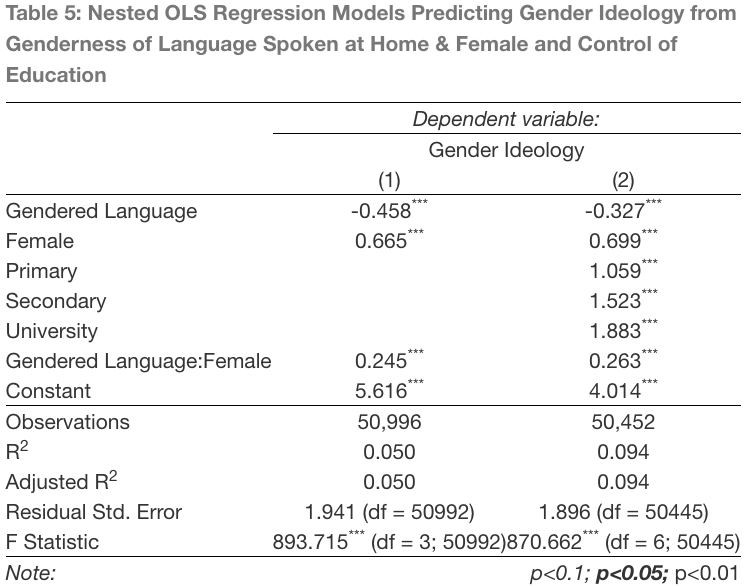 Table 5: Nested OLS Regression Models Predicting Gender Ideology from
Genderness of Language Spoken at Home & Female and Control of
Education
Dependent variable:
Gender Ideology
(1) (2)
Gendered Language -0.458*** -0.327***
Female 0.665*** 0.699***
Primary 1.059***
Secondary 1.523***
University 1.883***
Gendered Language:Female 0.245*** 0.263***
Constant 5.616*** 4.014***
Observations 50,996 50,452
R2 0.050 0.094
Adjusted R2 0.050 0.094
Residual Std. Error 1.941 (df = 50992) 1.896 (df = 50445)
F Statistic 893.715*** (df = 3; 50992) 870.662*** (df = 6; 50445)
Note: p<0.1; p<0.05; p<0.01